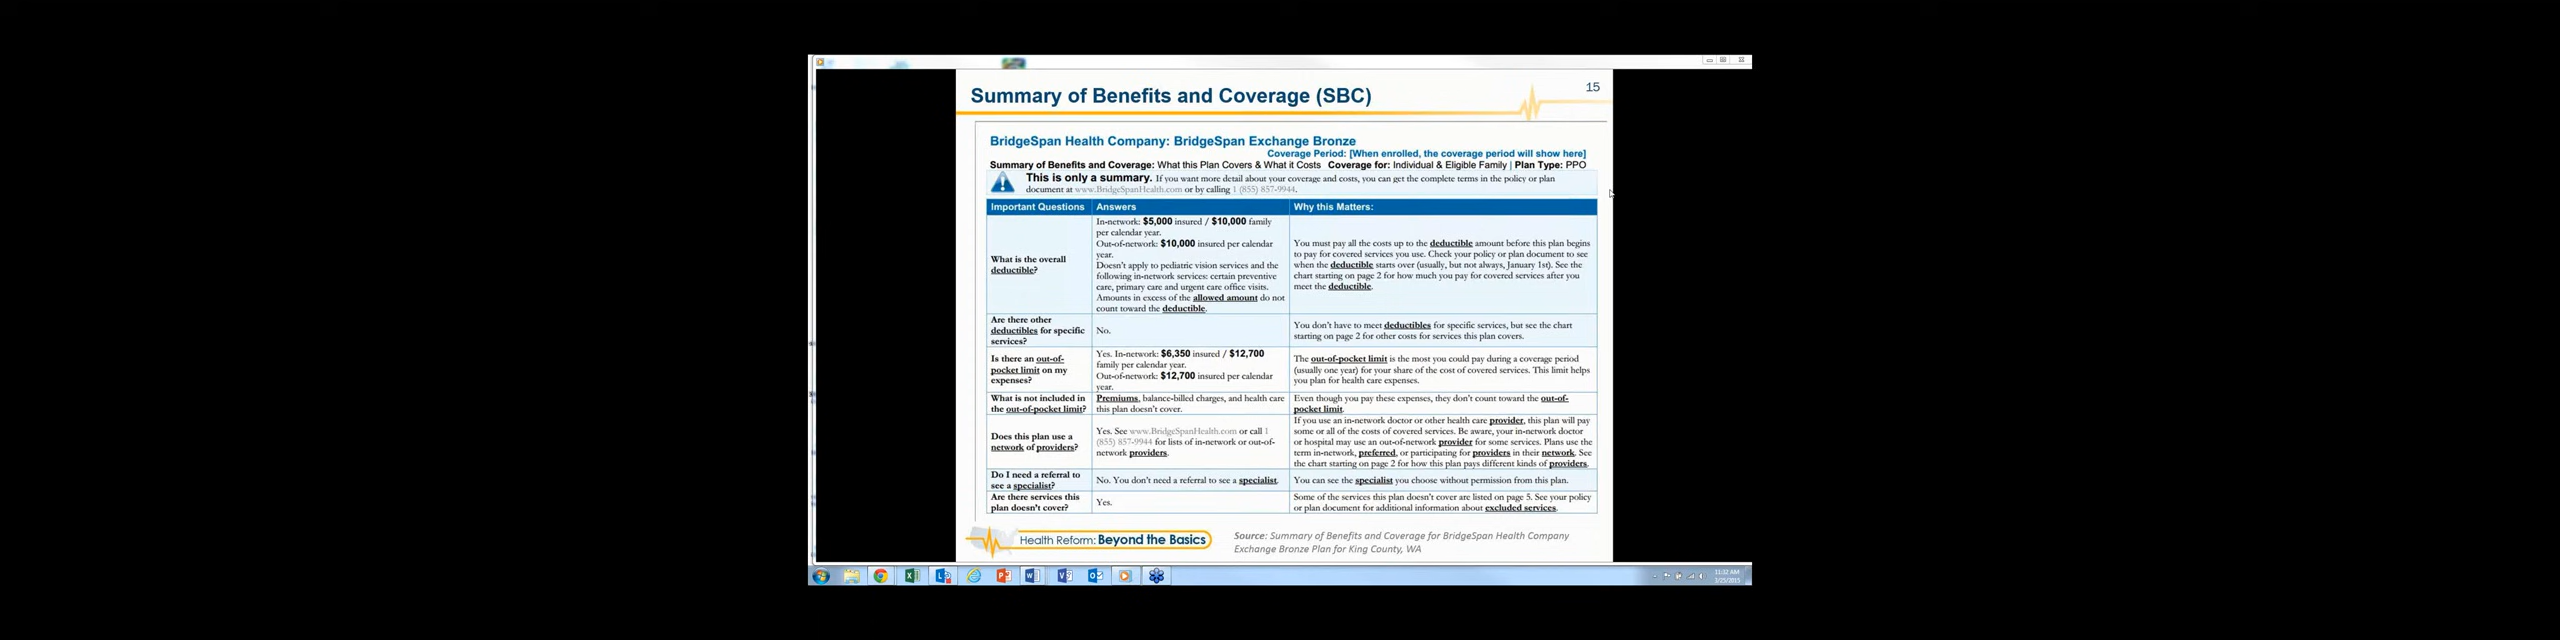 15
Summary of Benefits and Coverage (SBC)
BridgeSpan Health Company: BridgeSpan Exchange Bronze
Coverage Period: [When enrolled, the coverage period will show here]
Summary of Benefits and Coverage: What this Plan Covers & What it Costs Coverage for: Individual & Eligible Family | Plan Type: PPO
This is only a summary. If you want more detail about your coverage and costs, you can get the complete terms in the policy or plan
document at www.BridgeSpanHealth.com or by calling 1 (855) 857-9944.
Important Questions
Answers
Why this Matters:
What is the overall
deductible?
In-network: $5,000 insured / $10,000 family
per calendar year.
Out-of-network: $10,000 insured per calendar
year.
Doesn't apply to pediatric vision services and the
following in-network services: certain preventive
care, primary care and urgent care office visits.
Amounts in excess of the allowed amount do not
count toward the deductible.
You must pay all the costs up to the deductible amount before this plan begins
to pay for covered services you use. Check your policy or plan document to see
when the deductible starts over (usually, but not always, January 1st). See the
chart starting on page 2 for how much you pay for covered services after you
meet the deductible.
Are there other
deductibles for specific
services?
No.
You don't have to meet deductibles for specific services, but see the chart
starting on page 2 for other costs for services this plan covers.
Is there an out-of-
pocket limit on my
expenses?
Yes. In-network: $6,350 insured / $12,700
family per calendar year.
Out-of-network: $12,700 insured per calendar
year.
The out-of-pocket limit is the most you could pay during a coverage period
(usually one year) for your share of the cost of covered services. This limit helps
you plan for health care expenses.
What is not included in
the out-of-pocket limit?
Premiums, balance-billed charges, and health care
this plan doesn't cover.
Even though you pay these expenses, they don't count toward the out-of-
pocket limit.
Does this plan use a
network of providers?
Yes. See www.BridgeSpanHealth.com or call 1
(855) 857-9944 for lists of in-network or out-of-
network providers.
If you use an in-network doctor or other health care provider, this plan will pay
some or all of the costs of covered services. Be aware, your in-network doctor
or hospital may use an out-of-network provider for some services. Plans use the
term in-network, preferred, or participating for providers in their network. See
the chart starting on page 2 for how this plan pays different kinds of providers.
Do I need a referral to
see a specialist?
No. You don't need a referral to see a specialist.
You can see the specialist you choose without permission from this plan.
Are there services this
plan doesn't cover?
Yes.
Some of the services this plan doesn't cover are listed on page 5. See your policy
or plan document for additional information about excluded services.
Health Reform: Beyond the Basics
Source: Summary of Benefits and Coverage for BridgeSpan Health Company
Exchange Bronze Plan for King County, WA
11:32 AM
3/25/2015